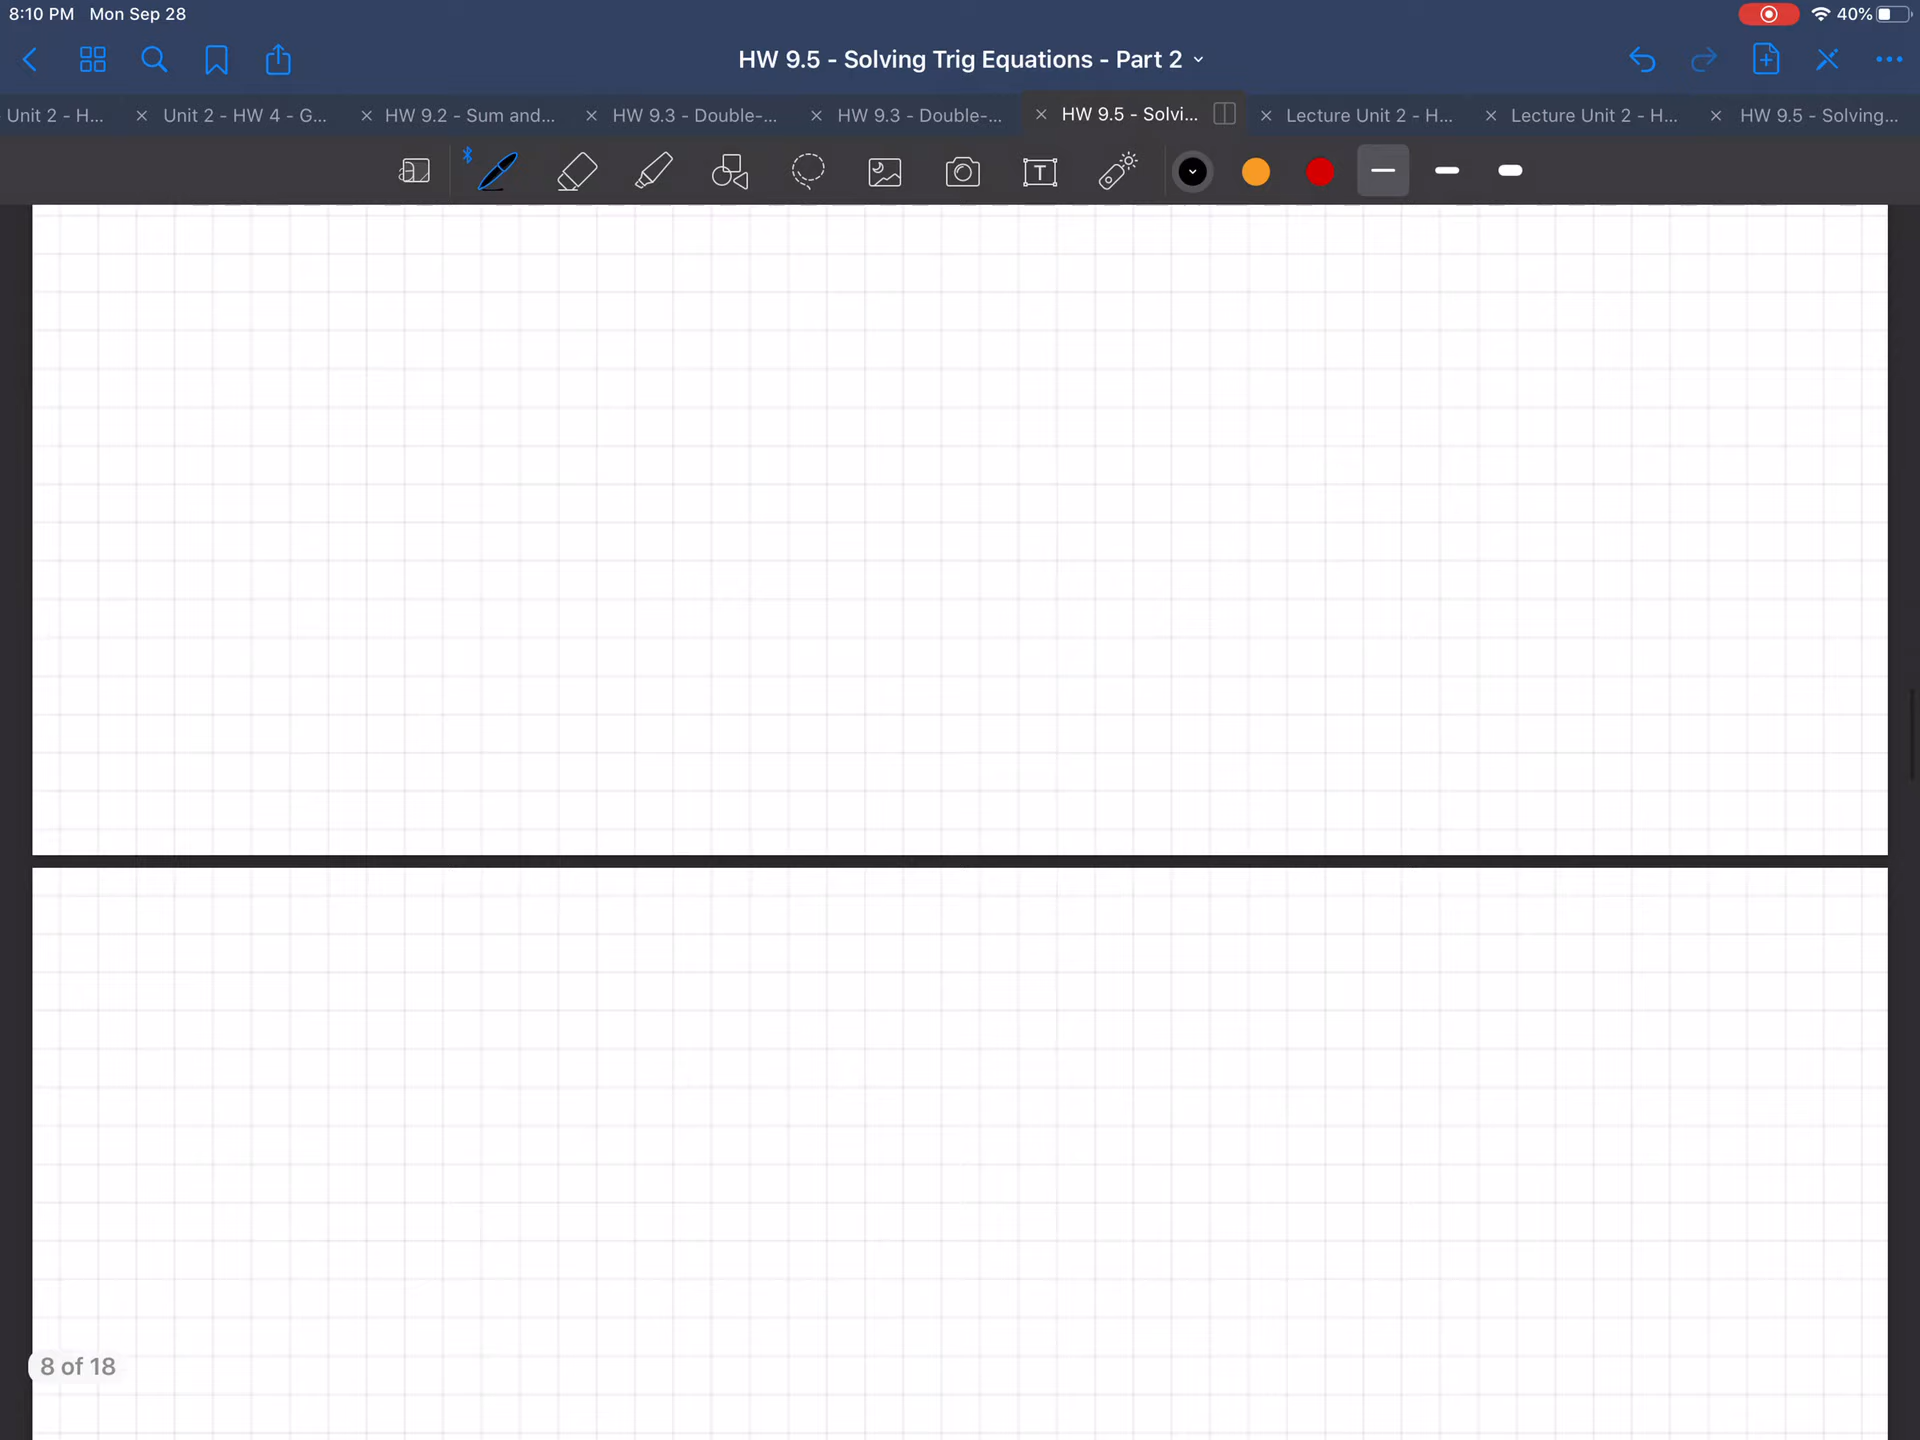 8:10 PM Mon Sep 28
40%
HW 9.5 - Solving Trig Equations - Part 2
Unit 2 - H...
Unit 2 - HW 4 - G...
HW 9.2 - Sum and...
HW 9.3 - Double-...
HW 9.3 - Double-...
HW 9.5 - Solvi...
Lecture Unit 2 - H...
Lecture Unit 2 - H...
HW 9.5 - Solving...
T
8 of 18